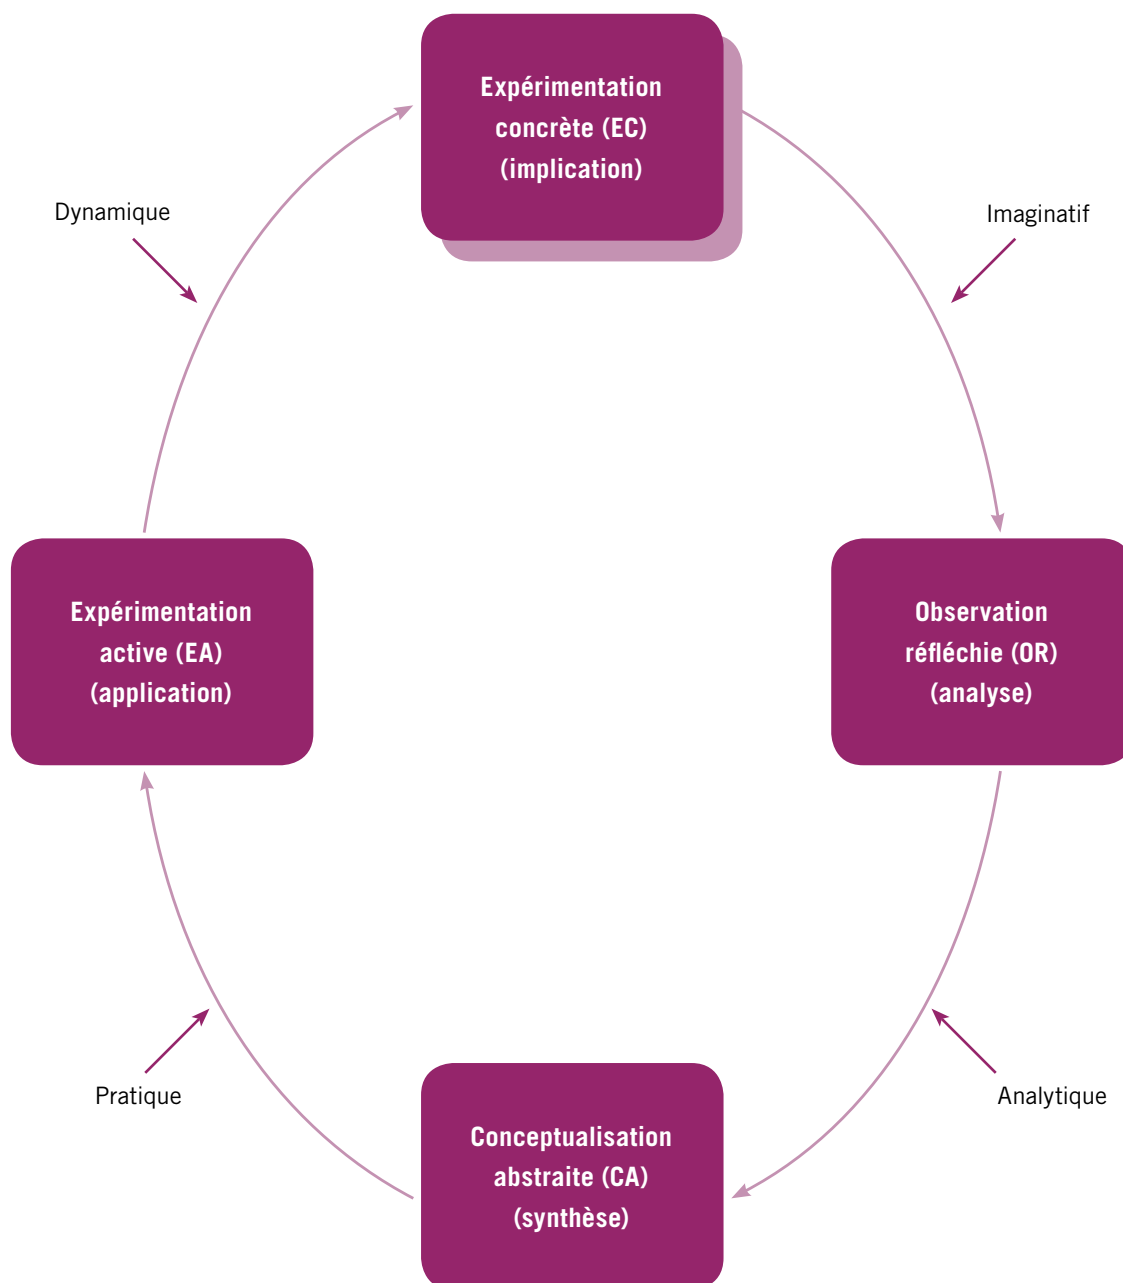 Expérimentation
concrète (EC)
(implication)
Dynamique
Imaginatif
Expérimentation
active (EA)
(application)
Observation
réfléchie (OR)
(analyse)
Pratique
Analytique
Conceptualisation
abstraite (CA)
(synthèse)